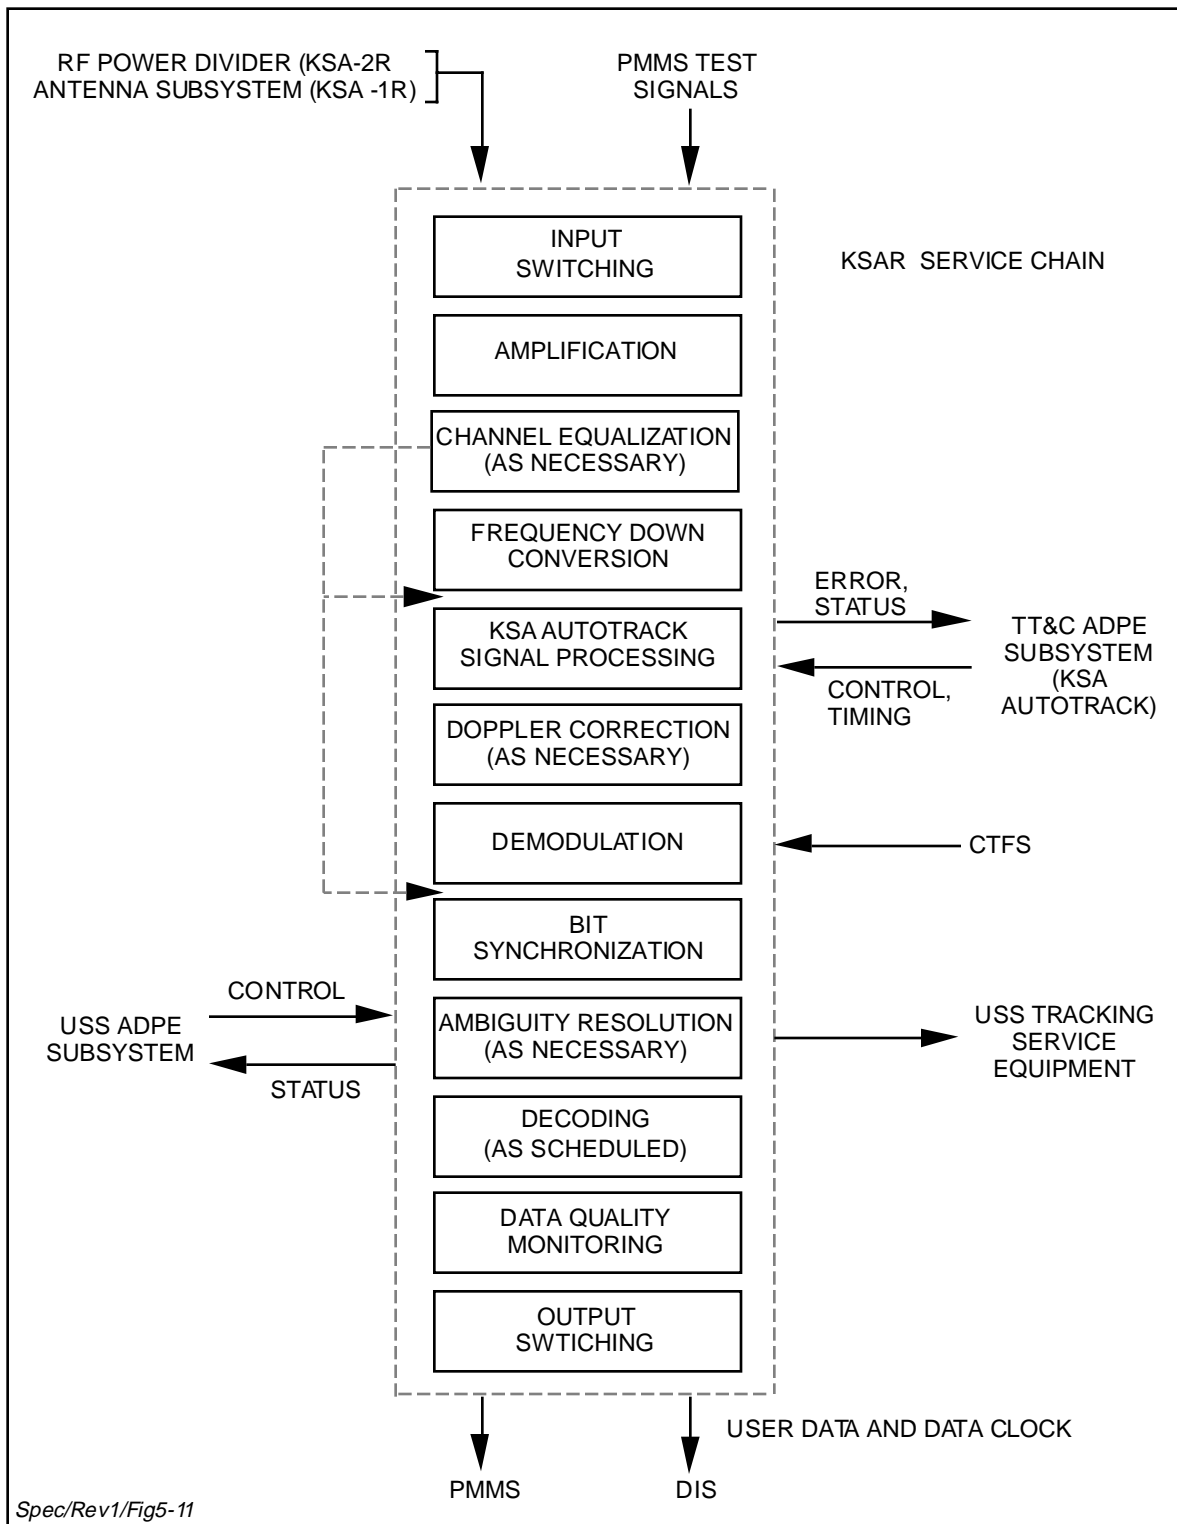 RF POWER DIVIDER (KSA-2R
ANTENNA SUBSYSTEM (KSA -1R)
PMMS TEST
SIGNALS
INPUT
SWITCHING
KSAR SERVICE CHAIN
AMPLIFICATION
CHANNEL EQUALIZATION
(AS NECESSARY)
FREQUENCY DOWN
CONVERSION
ERROR,
STATUS
KSA AUTOTRACK
SIGNAL PROCESSING
TT&C ADPE
SUBSYSTEM
(KSA
AUTOTRACK)
CONTROL,
TIMING
DOPPLER CORRECTION
(AS NECESSARY)
DEMODULATION
CTFS
BIT
SYNCHRONIZATION
CONTROL
USS ADPE
SUBSYSTEM
STATUS
AMBIGUITY RESOLUTION
(AS NECESSARY)
USS TRACKING
SERVICE
EQUIPMENT
DECODING
(AS SCHEDULED)
DATA QUALITY
MONITORING
OUTPUT
SWTICHING
USER DATA AND DATA CLOCK
PMMS
DIS
Spec/Rev1/Fig5-11